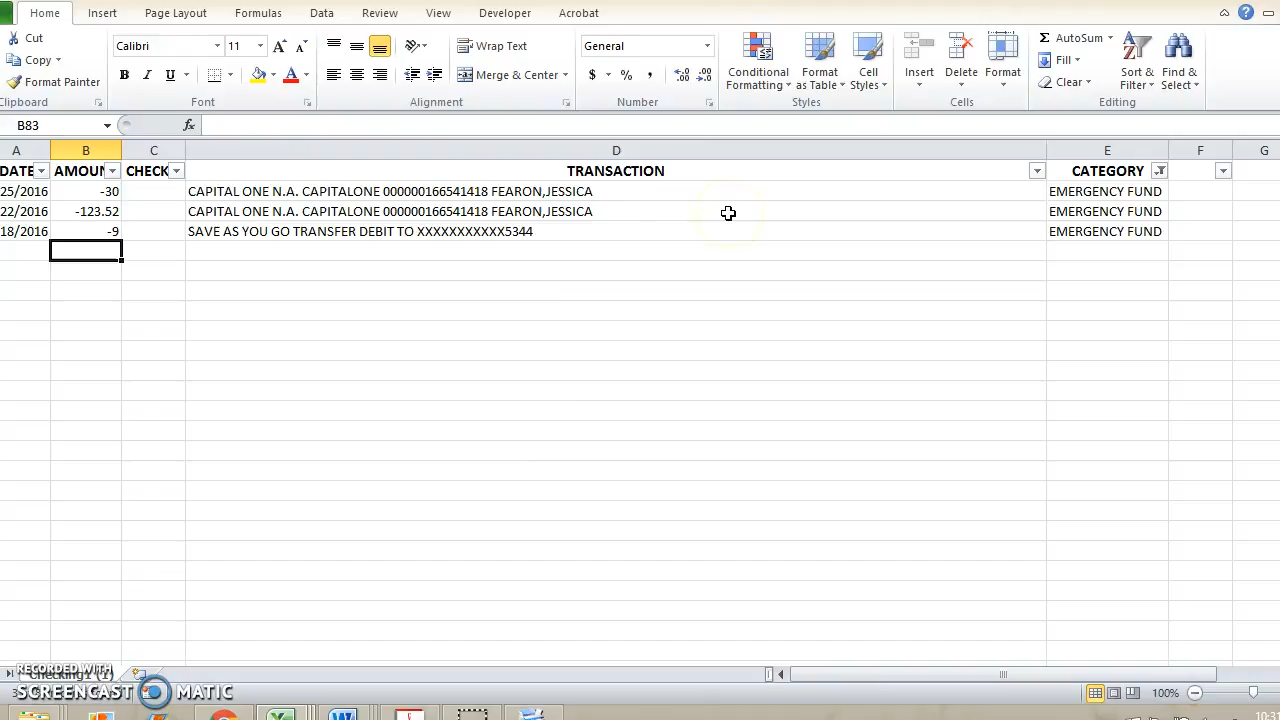 Home Insert Page Layout Formulas Data Review View Developer Acrobat
Cut
Copy
Format Painter
Calibri 11
Wrap Text
General
Merge & Center
Conditional Formatting
Format as Table
Cell Styles
Insert Delete Format
AutoSum
Fill
Clear
Sort & Filter
Find & Select
Clipboard Font Alignment Number Styles Cells Editing
B83
A B C D E F G
DATE AMOUN CHECK TRANSACTION CATEGORY
25/2016 -30 CAPITAL ONE N.A. CAPITALONE 000000166541418 FEARON,JESSICA EMERGENCY FUND
22/2016 -123.52 CAPITAL ONE N.A. CAPITALONE 000000166541418 FEARON,JESSICA EMERGENCY FUND
18/2016 -9 SAVE AS YOU GO TRANSFER DEBIT TO XXXXXXXXXXX5344 EMERGENCY FUND
RECORDED WITH
Checking1 (1)
SCREENCAST MATIC
100%